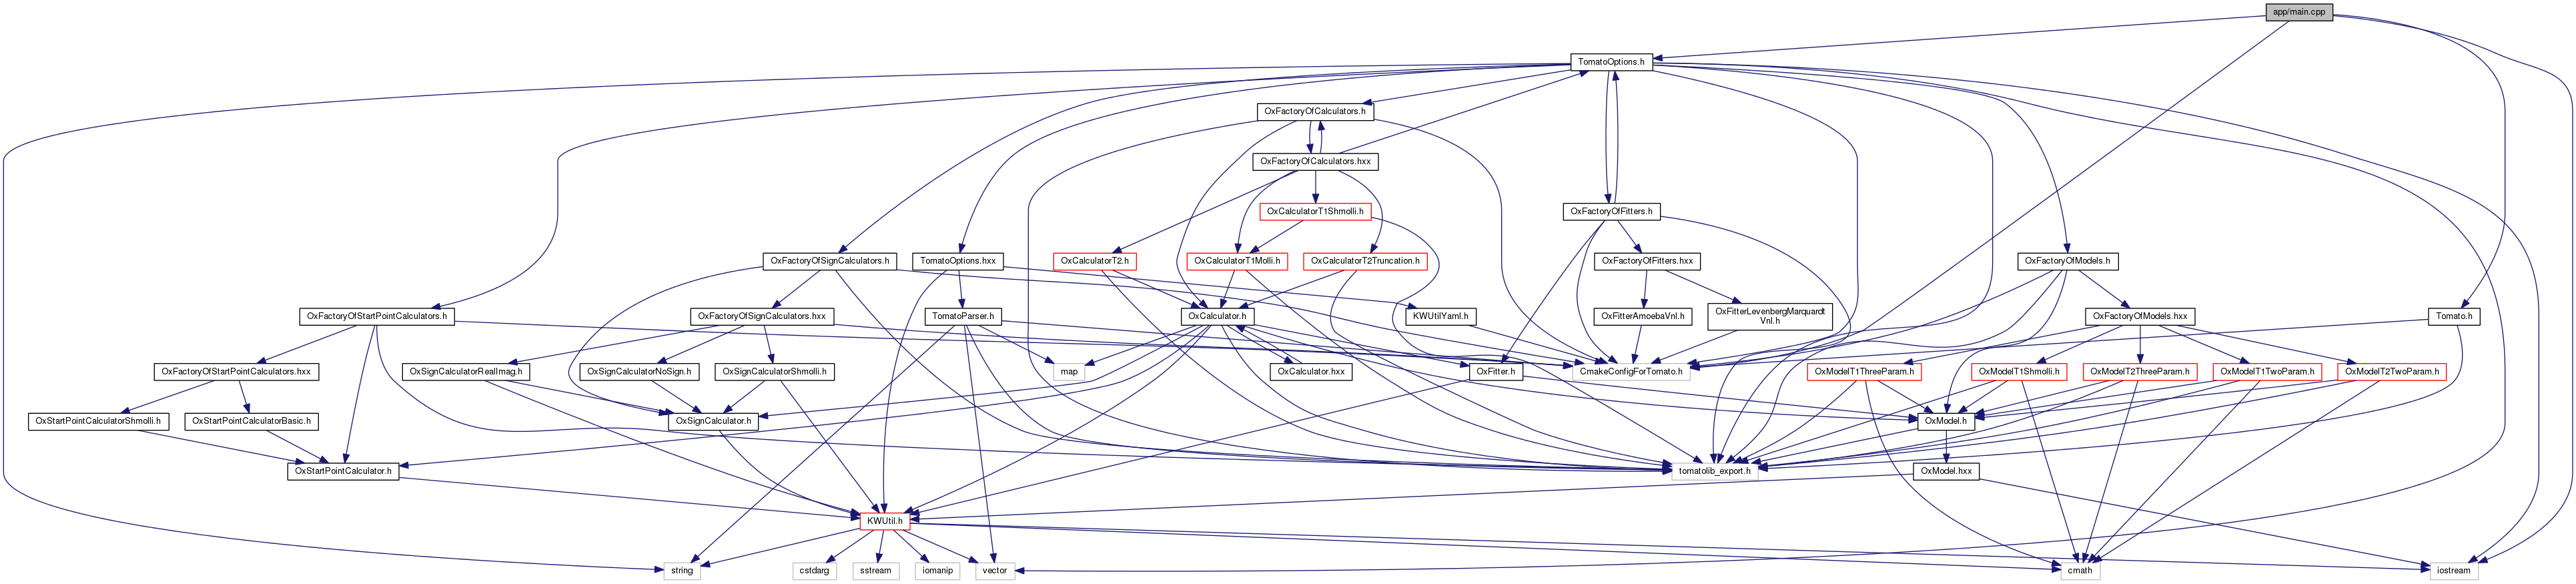 app/main.cpp
TomatoOptions.h
OxFactoryOfCalculators.h
OxFactoryOfCalculators.hxx
OxCalculatorT1Shmolli.h
OxFactoryOfFitters.h
OxFactoryOfSignCalculators.h
TomatoOptions.hxx
OxCalculatorT2.h
OxCalculatorT1Molli.h
OxCalculatorT2Truncation.h
OxFactoryOfFitters.hxx
OxFactoryOfModels.h
OxFactoryOfStartPointCalculators.h
OxFactoryOfSignCalculators.hxx
TomatoParser.h
OxCalculator.h
KWUtilYaml.h
OxFitterAmoebaVnl.h
OxFitterLevenbergMarquardt
Vnl.h
OxFactoryOfModels.hxx
Tomato.h
OxFactoryOfStartPointCalculators.hxx
OxSignCalculatorRealImag.h
OxSignCalculatorNoSign.h
OxSignCalculatorShmolli.h
map
OxCalculator.hxx
OxFitter.h
CmakeConfigForTomato.h
OxModelT1ThreeParam.h
OxModelT1Shmolli.h
OxModelT2ThreeParam.h
OxModelT1TwoParam.h
OxModelT2TwoParam.h
OxStartPointCalculatorShmolli.h
OxStartPointCalculatorBasic.h
OxSignCalculator.h
OxModel.h
OxStartPointCalculator.h
tomatolib_export.h
OxModel.hxx
KWUtil.h
string
cstdarg
sstream
iomanip
vector
cmath
iostream